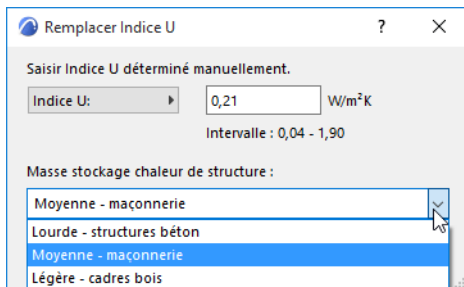 Remplacer Indice U
Saisir Indice U déterminé manuellement.
Indice U: 0,21 W/m²K
Intervalle : 0,04 - 1,90
Masse stockage chaleur de structure :
Moyenne - maçonnerie
Lourde - structures béton
Moyenne - maçonnerie
Légère - cadres bois